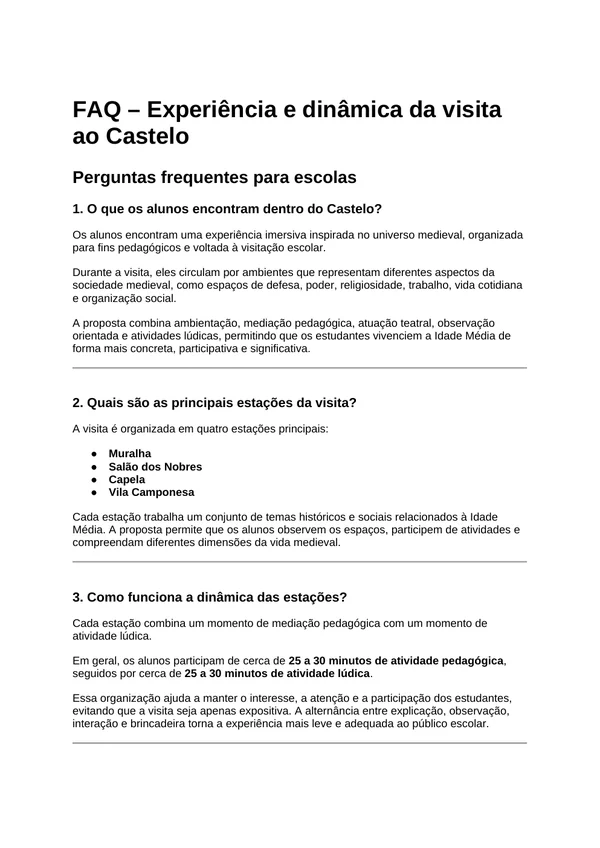 FAQ – Experiência e dinâmica da visita
ao Castelo
Perguntas frequentes para escolas
1. O que os alunos encontram dentro do Castelo?
Os alunos encontram uma experiência imersiva inspirada no universo medieval, organizada
para fins pedagógicos e voltada à visitação escolar.
Durante a visita, eles circulam por ambientes que representam diferentes aspectos da
sociedade medieval, como espaços de defesa, poder, religiosidade, trabalho, vida cotidiana
e organização social.
A proposta combina ambientação, mediação pedagógica, atuação teatral, observação
orientada e atividades lúdicas, permitindo que os estudantes vivenciem a Idade Média de
forma mais concreta, participativa e significativa.
2. Quais são as principais estações da visita?
A visita é organizada em quatro estações principais:
● Muralha
● Salão dos Nobres
● Capela
● Vila Camponesa
Cada estação trabalha um conjunto de temas históricos e sociais relacionados à Idade
Média. A proposta permite que os alunos observem os espaços, participem de atividades e
compreendam diferentes dimensões da vida medieval.
3. Como funciona a dinâmica das estações?
Cada estação combina um momento de mediação pedagógica com um momento de
atividade lúdica.
Em geral, os alunos participam de cerca de 25 a 30 minutos de atividade pedagógica,
seguidos por cerca de 25 a 30 minutos de atividade lúdica.
Essa organização ajuda a manter o interesse, a atenção e a participação dos estudantes,
evitando que a visita seja apenas expositiva. A alternância entre explicação, observação,
interação e brincadeira torna a experiência mais leve e adequada ao público escolar.